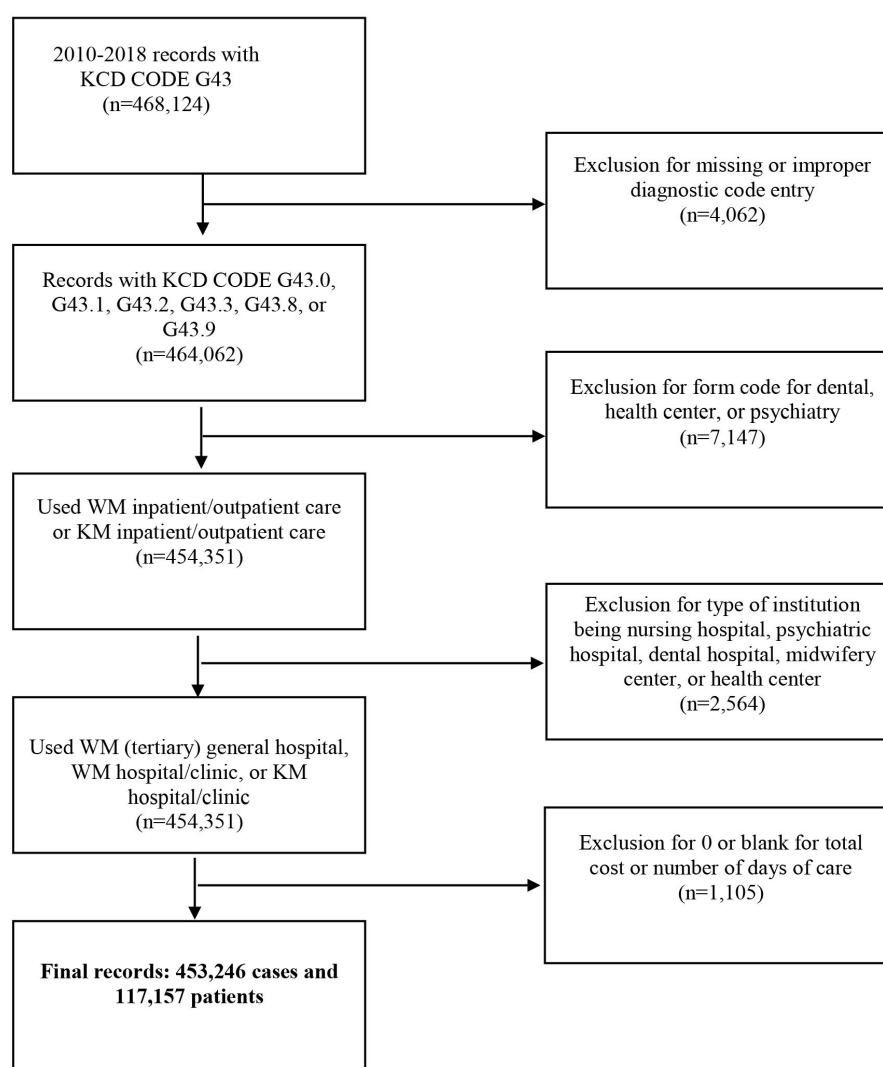 2010-2018 records with
KCD CODE G43
(n=468,124)
Exclusion for missing or improper
diagnostic code entry
(n=4,062)
Records with KCD CODE G43.0,
G43.1, G43.2, G43.3, G43.8, or
G43.9
(n=464,062)
Exclusion for form code for dental,
health center, or psychiatry
(n=7,147)
Used WM inpatient/outpatient care
or KM inpatient/outpatient care
(n=454,351)
Exclusion for type of institution
being nursing hospital, psychiatric
hospital, dental hospital, midwifery
center, or health center
(n=2,564)
Used WM (tertiary) general hospital,
WM hospital/clinic, or KM
hospital/clinic
(n=454,351)
Exclusion for 0 or blank for total
cost or number of days of care
(n=1,105)
Final records: 453,246 cases and
117,157 patients